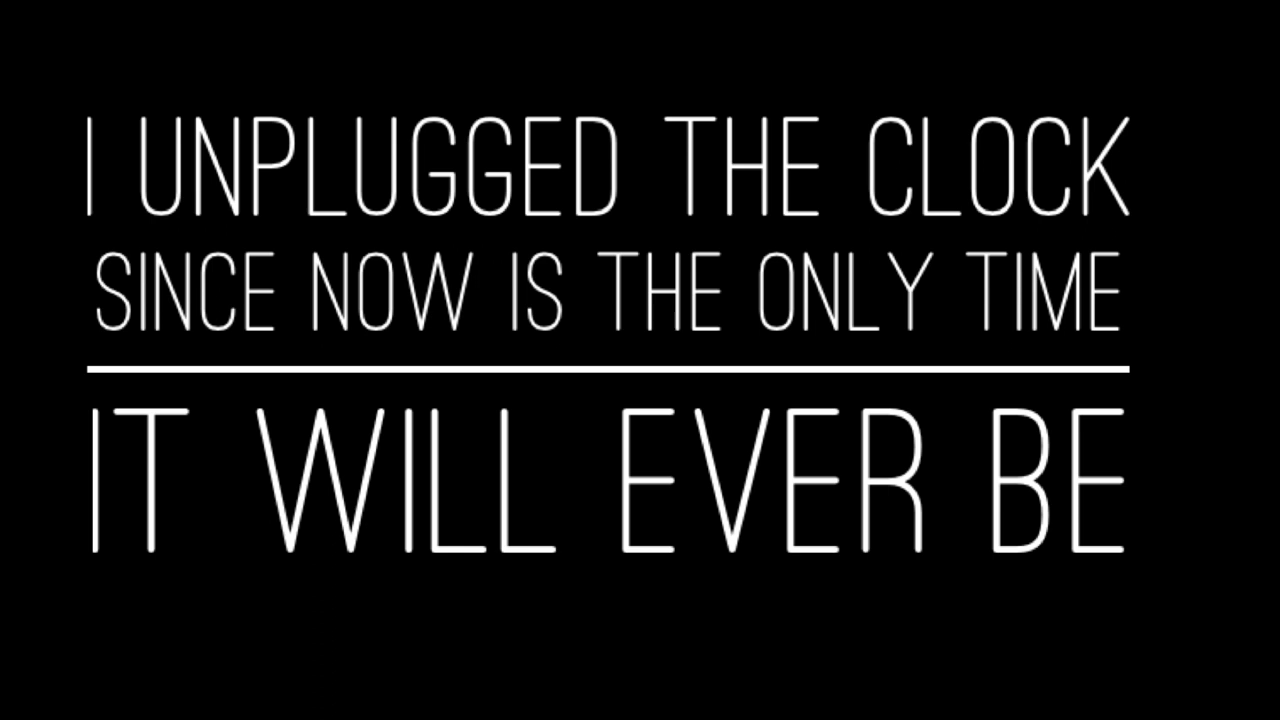 I UNPLUGGED THE CLOCK
SINCE NOW IS THE ONLY TIME
IT WILL EVER BE